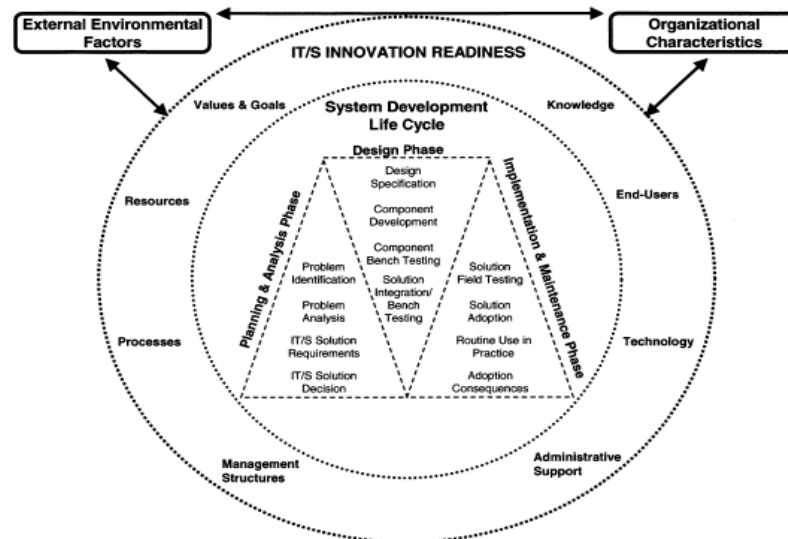 External Environmental
Factors
Organizational
Characteristics
IT/S INNOVATION READINESS
Values & Goals
Knowledge
System Development
Life Cycle
Design Phase
Resources
End-Users
Planning & Analysis Phase
Implementation & Maintenance Phase
Design
Specification
Component
Development
Component
Bench Testing
Solution
Integration/
Bench
Testing
Problem
Identification
Problem
Analysis
IT/S Solution
Requirements
IT/S Solution
Decision
Solution
Field Testing
Solution
Adoption
Routine Use in
Practice
Adoption
Consequences
Processes
Technology
Management
Structures
Administrative
Support